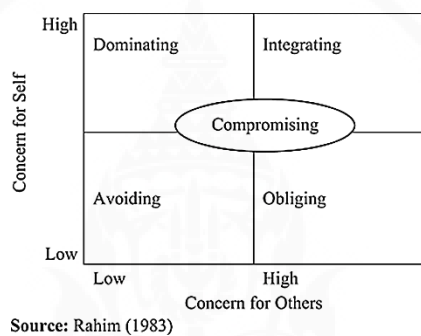 High
Dominating
Integrating
Concern for Self
Compromising
Avoiding
Obliging
Low
Low
High
Concern for Others
Source: Rahim (1983)